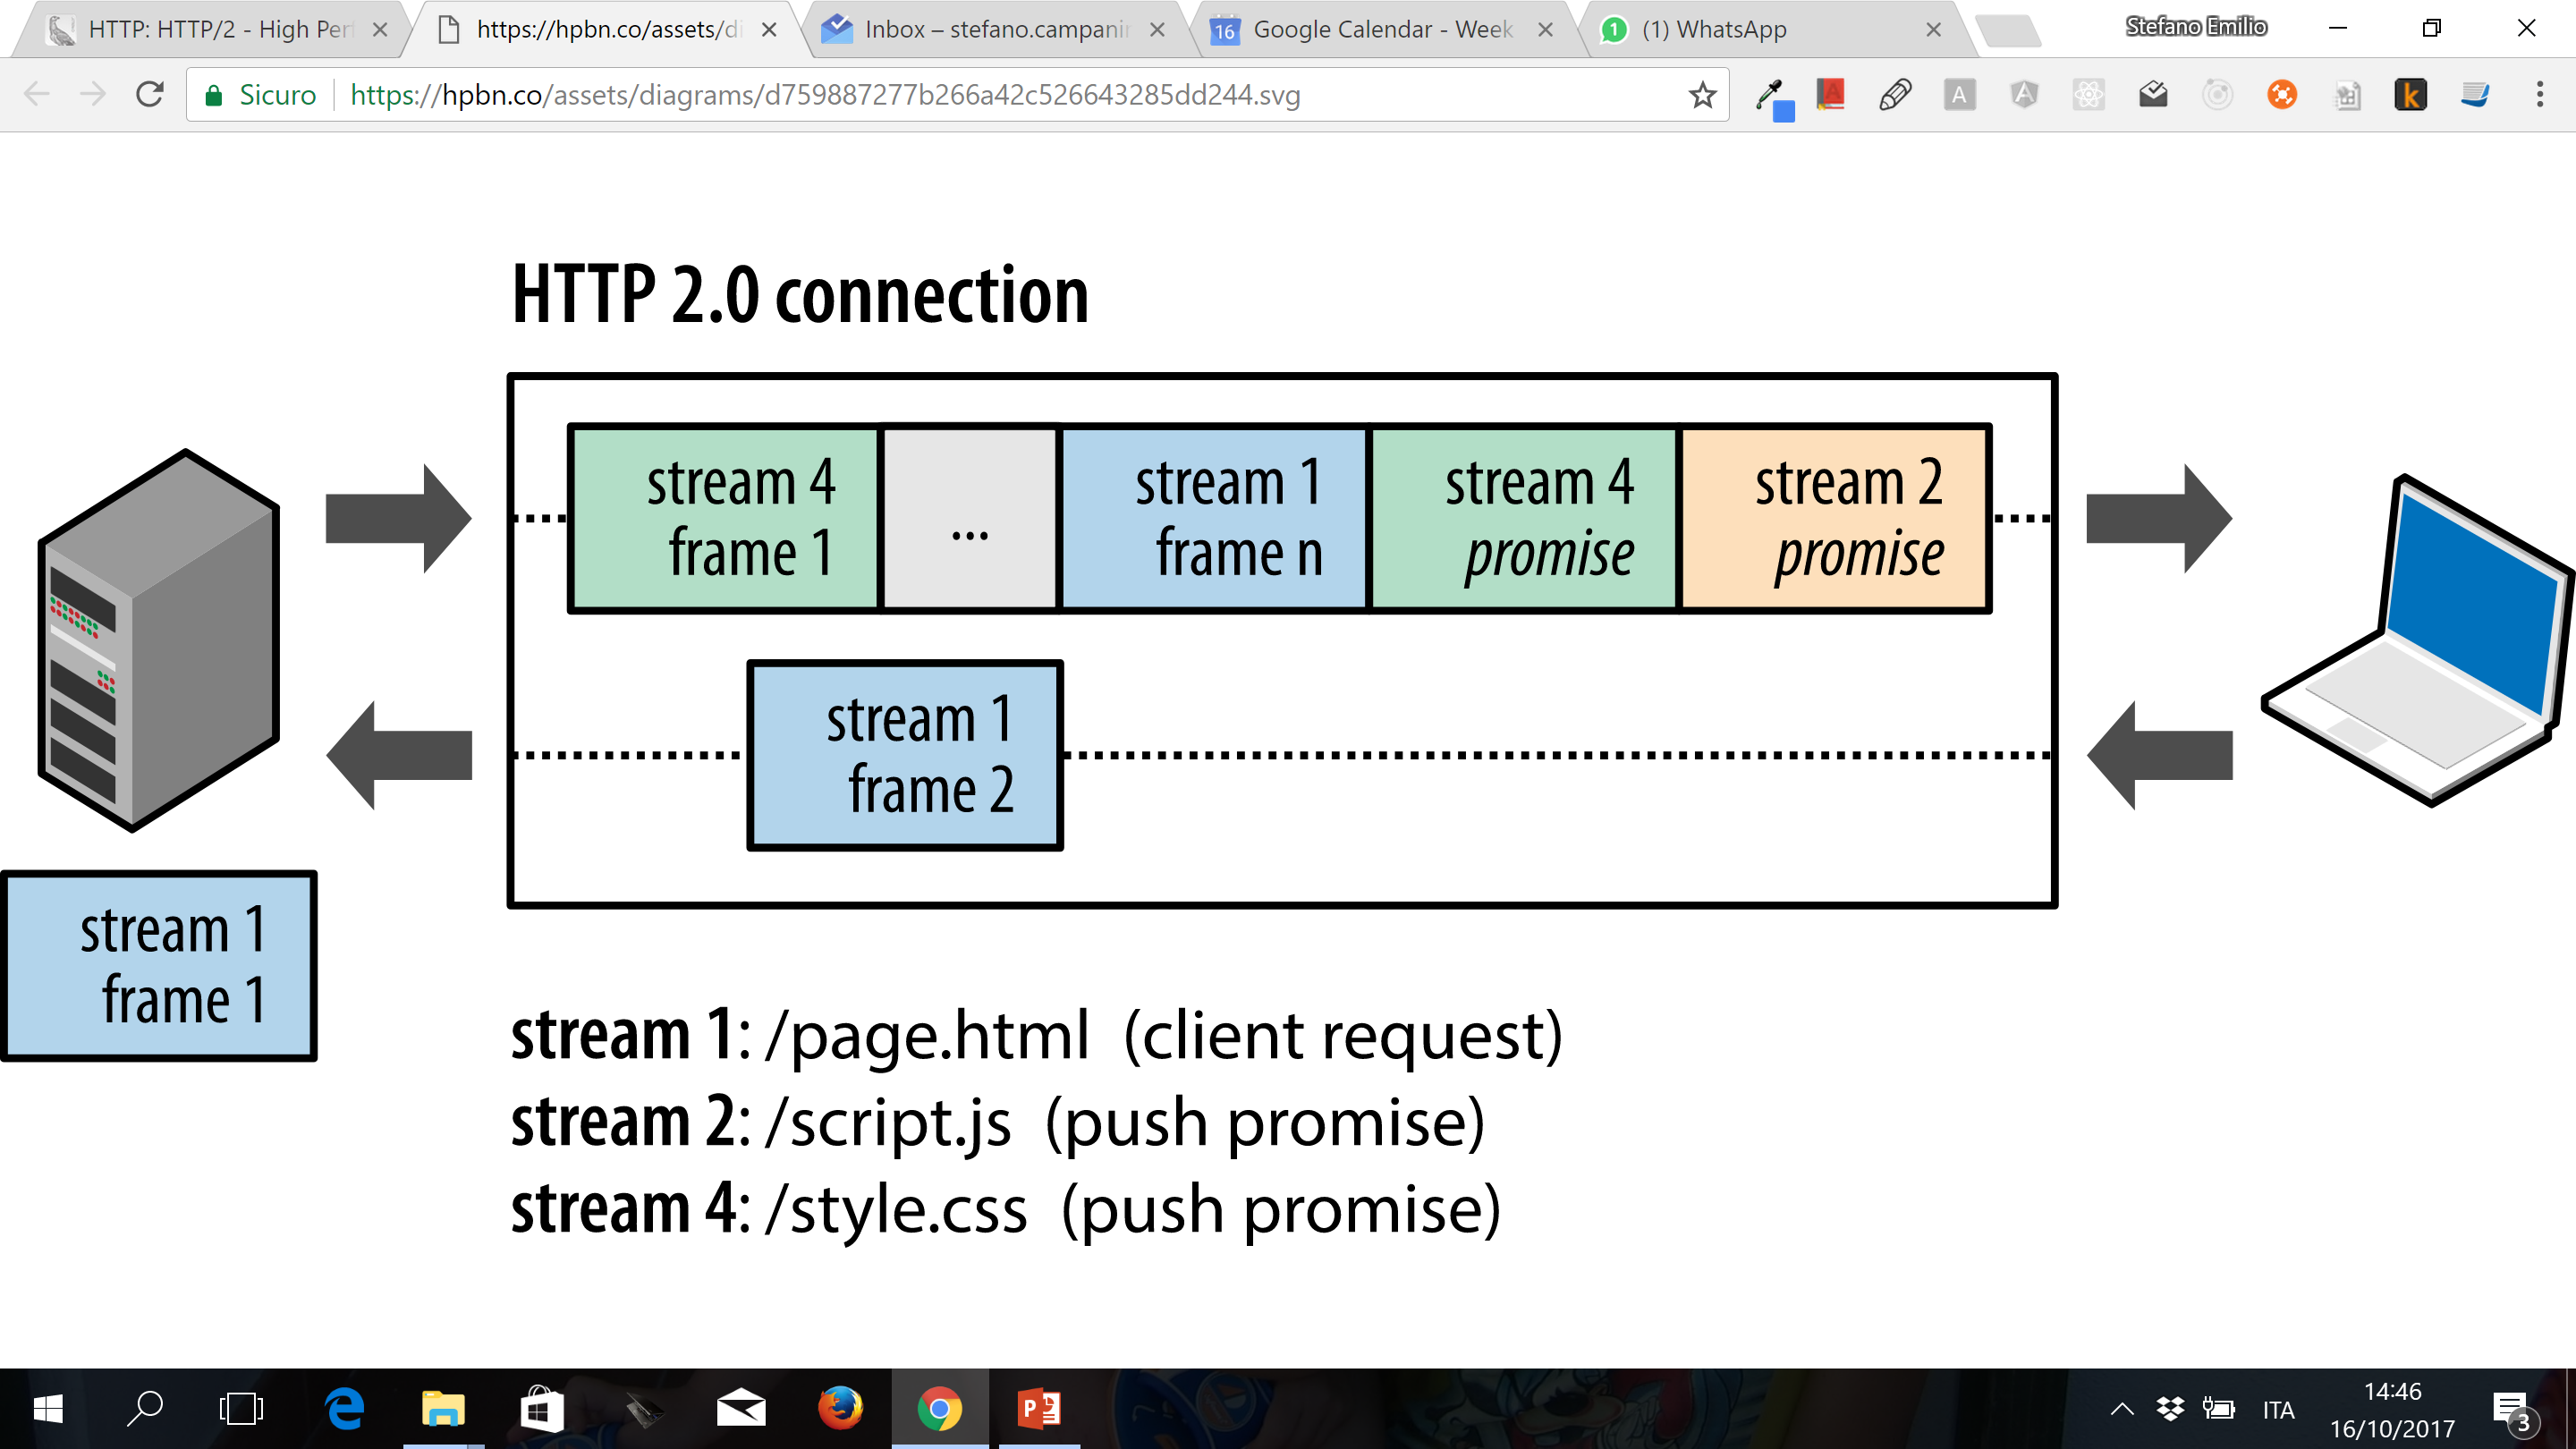 HTTP: HTTP/2 - High Perf
https://hpbn.co/assets/di
Inbox – stefano.campanin
Google Calendar - Week
(1) WhatsApp
Stefano Emilio
Sicuro
https://hpbn.co/assets/diagrams/d759887277b266a42c526643285dd244.svg
HTTP 2.0 connection
stream 4
frame 1
...
stream 1
frame n
stream 4
promise
stream 2
promise
stream 1
frame 2
stream 1
frame 1
stream 1: /page.html (client request)
stream 2: /script.js (push promise)
stream 4: /style.css (push promise)
ITA
14:46
16/10/2017
3